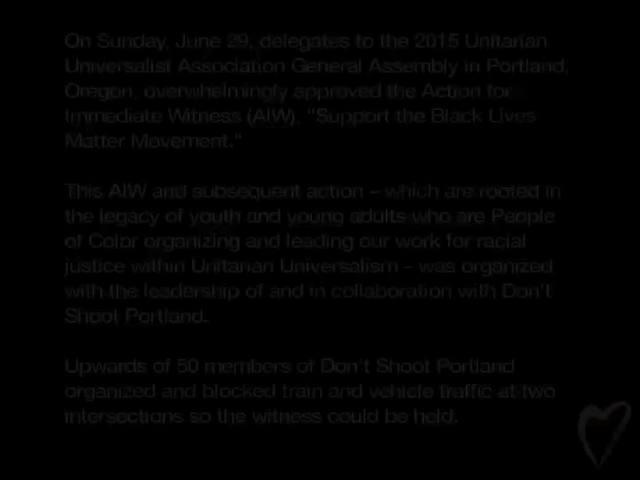 On Sunday, June 29, delegates to the 2015 Unitarian
Universalist Association General Assembly in Portland,
Oregon, overwhelmingly approved the Action for
Immediate Witness (AIW), "Support the Black Lives
Matter Movement."
This AIW and subsequent action – which are rooted in
the legacy of youth and young adults who are People
of Color organizing and leading our work for racial
justice within Unitarian Universalism – was organized
with the leadership of and in collaboration with Don't
Shoot Portland.
Upwards of 50 members of Don't Shoot Portland
organized and blocked train and vehicle traffic at two
intersections so the witness could be held.